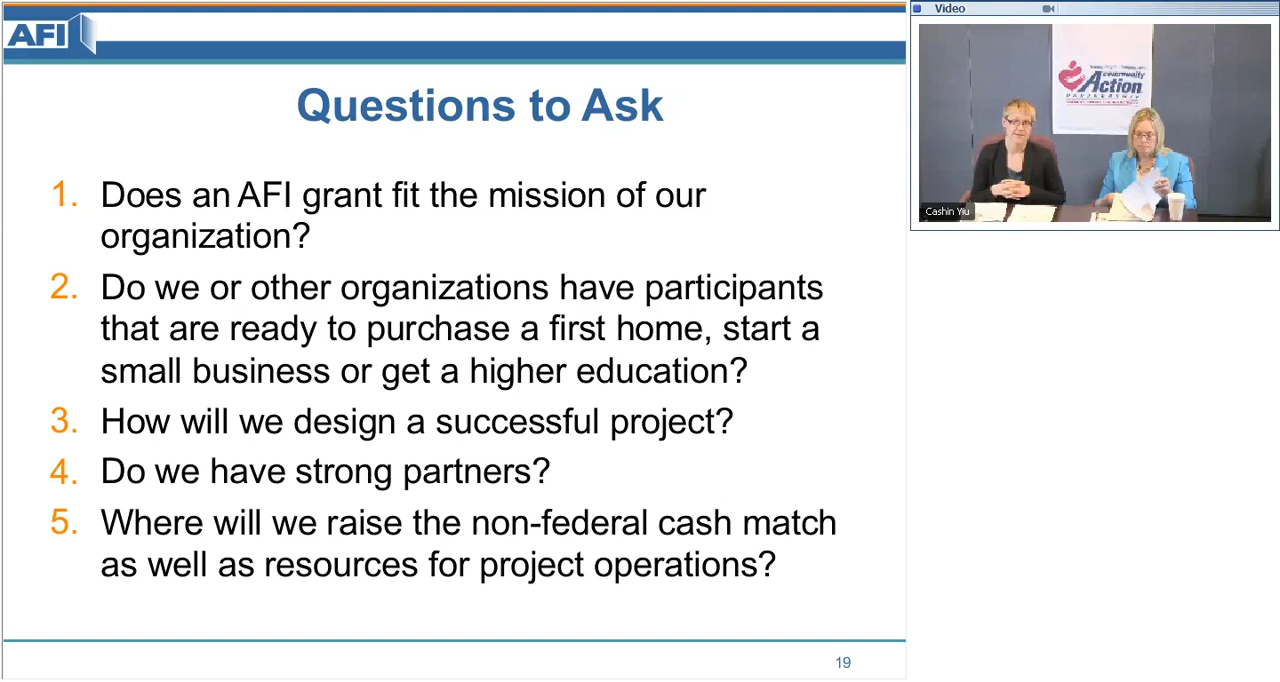 AFI
Questions to Ask
1. Does an AFI grant fit the mission of our
organization?
2. Do we or other organizations have participants
that are ready to purchase a first home, start a
small business or get a higher education?
3. How will we design a successful project?
4. Do we have strong partners?
5. Where will we raise the non-federal cash match
as well as resources for project operations?
19
Video
community
Action
PARTNERSHIP
Cashin Yiu